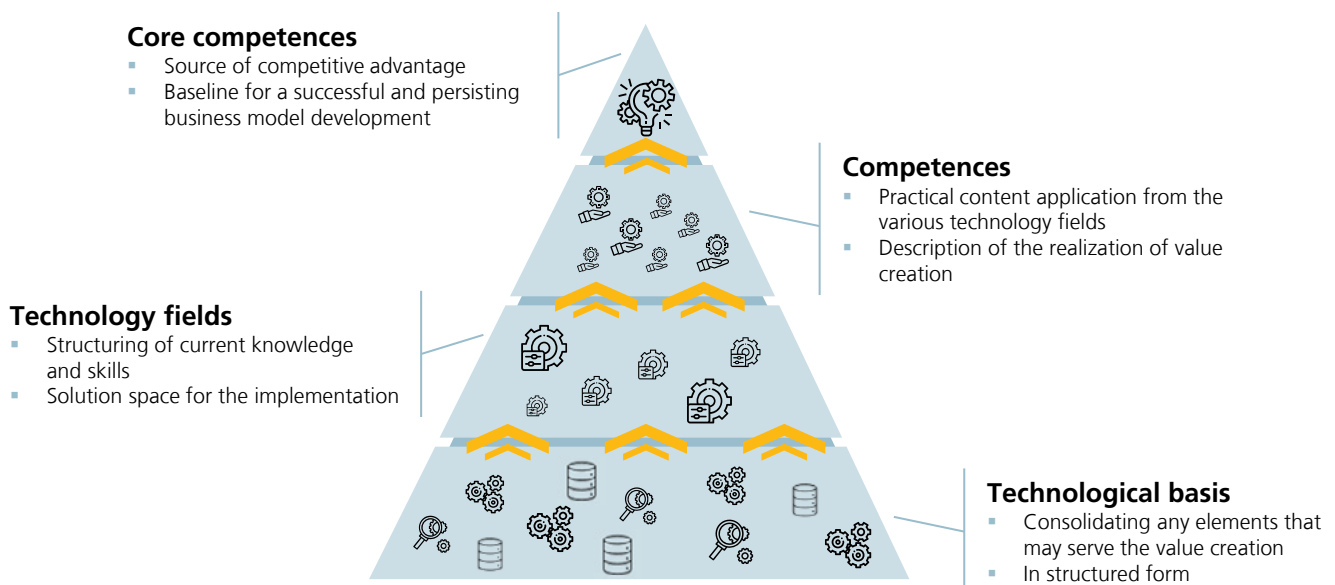 Core competences
▪ Source of competitive advantage
▪ Baseline for a successful and persisting
business model development
Competences
▪ Practical content application from the
various technology fields
▪ Description of the realization of value
creation
Technology fields
▪ Structuring of current knowledge
and skills
▪ Solution space for the implementation
Technological basis
▪ Consolidating any elements that
may serve the value creation
▪ In structured form